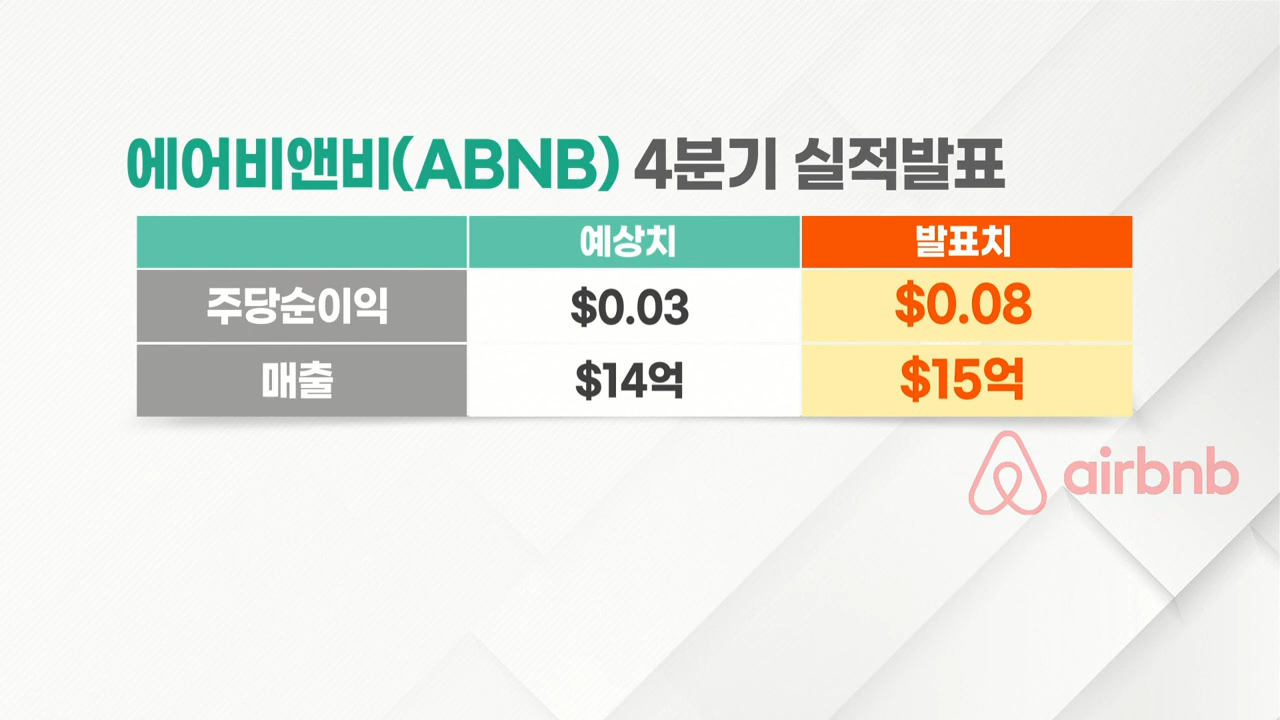 에어비앤비(ABNB) 4분기 실적발표
예상치 발표치
주당순이익 $0.03 $0.08
매출 $14억 $15억
airbnb